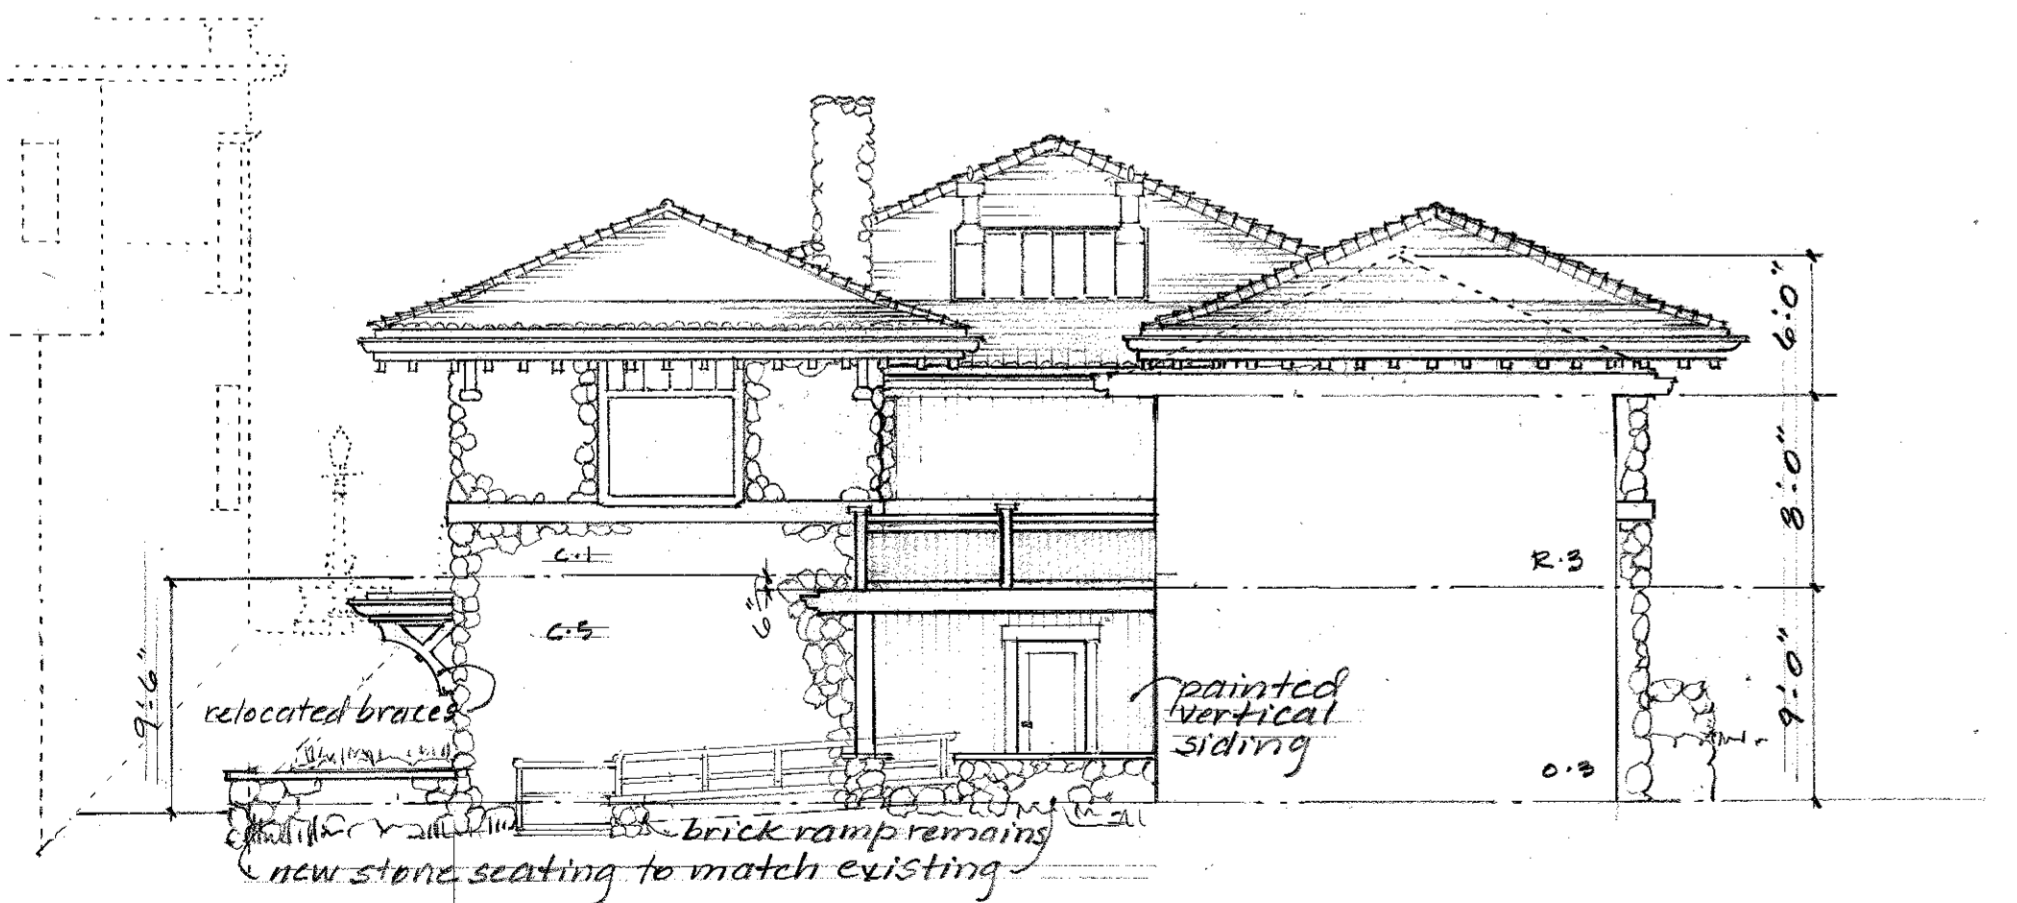 6'-0"
8'-0"
C.1
R.3
6"
C.5
9'-6"
relocated braces
painted
vertical
siding
9'-0"
O.3
brick ramp remains
new stone seating to match existing